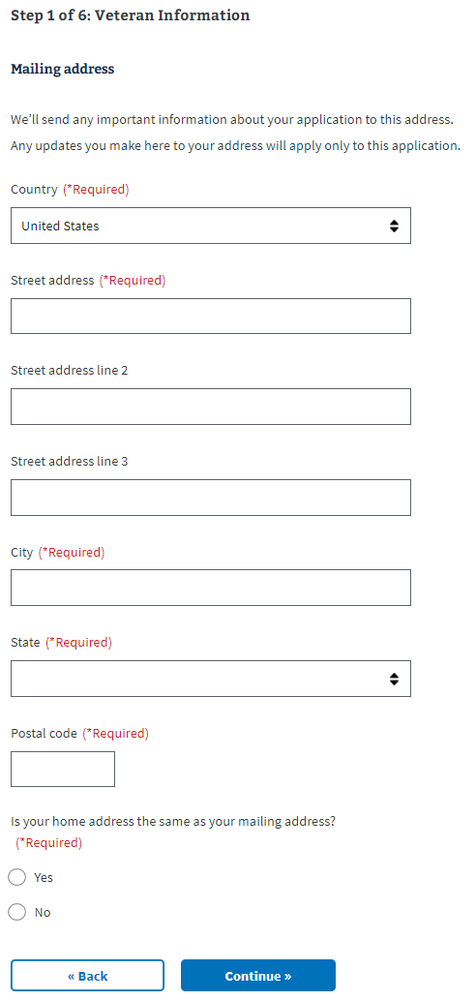 Step 1 of 6: Veteran Information
Mailing address
We'll send any important information about your application to this address.
Any updates you make here to your address will apply only to this application.
Country (*Required)
United States
Street address (*Required)
Street address line 2
Street address line 3
City (*Required)
State (*Required)
Postal code (*Required)
Is your home address the same as your mailing address?
(*Required)
Yes
No
« Back
Continue »